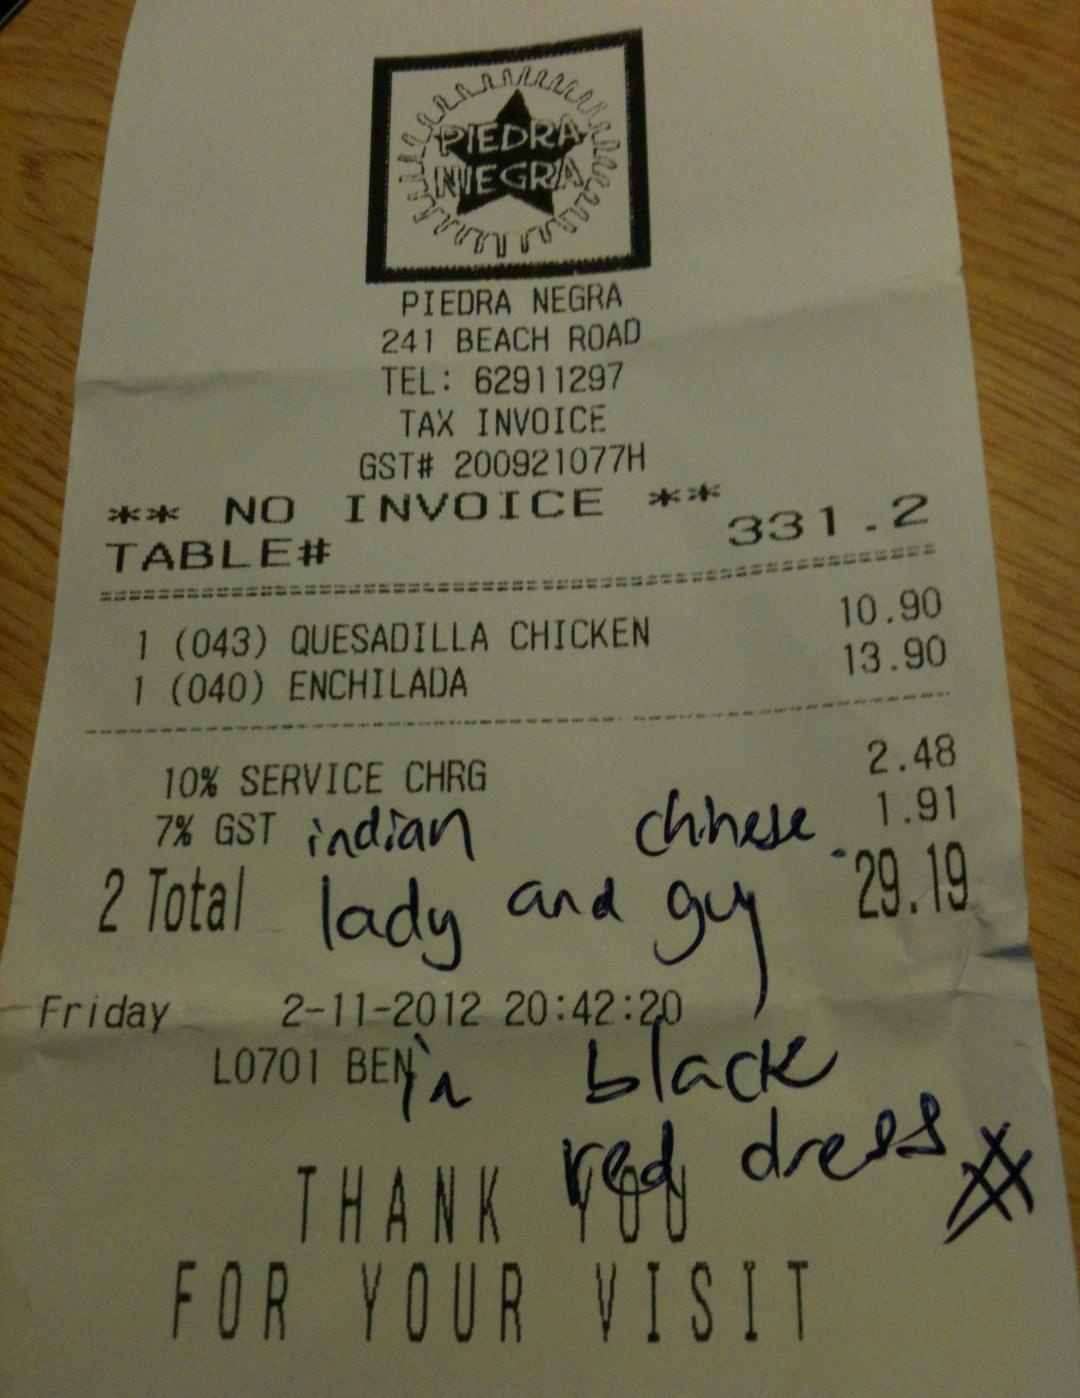 PIEDRA
NEGRA
PIEDRA NEGRA
241 BEACH ROAD
TEL: 62911297
TAX INVOICE
GST# 200921077H
** NO INVOICE **
TABLE# 331.2
1 (043) QUESADILLA CHICKEN 10.90
1 (040) ENCHILADA 13.90
10% SERVICE CHRG 2.48
7% GST 1.91
indian chinese
2 Total 29.19
lady and guy
Friday 2-11-2012 20:42:20
L0701 BEN
in black
red dress
THANK YOU
FOR YOUR VISIT